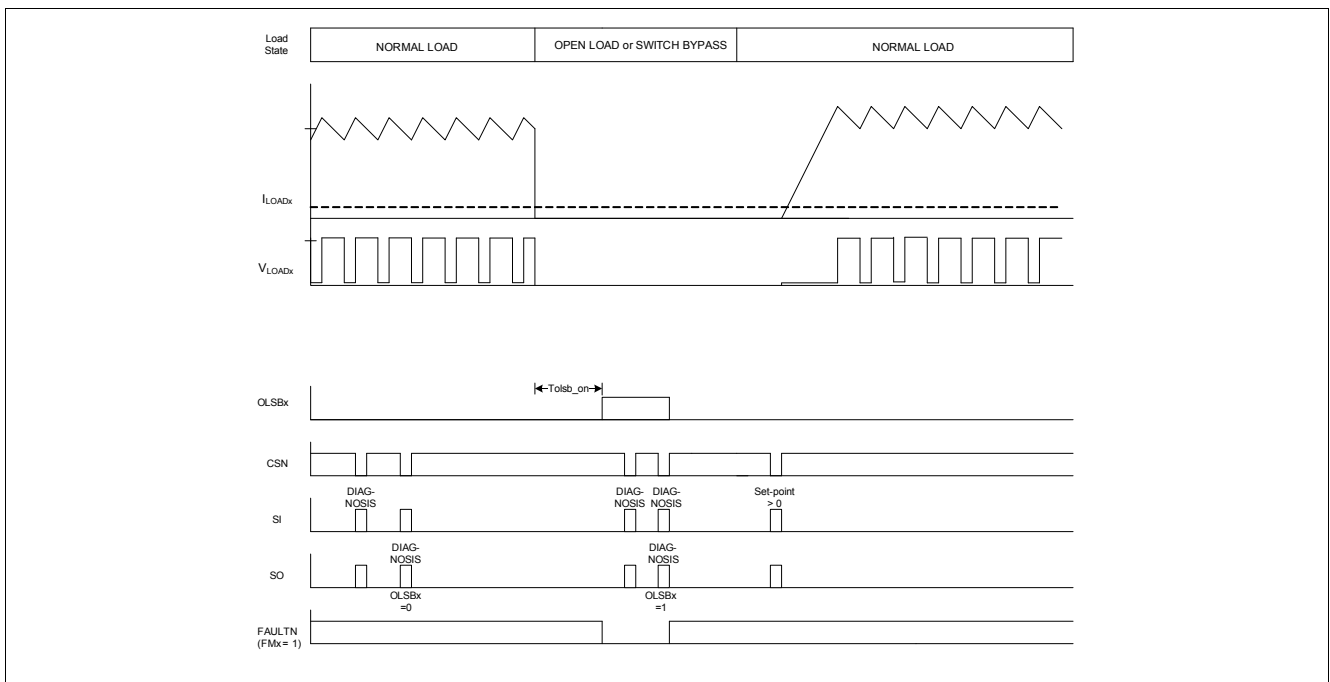 Load
State
NORMAL LOAD
OPEN LOAD or SWITCH BYPASS
NORMAL LOAD
ILOADx
VLOADx
Tolsb_on
OLSBx
CSN
DIAG-
NOSIS
DIAG-
NOSIS
DIAG-
NOSIS
Set-point
> 0
SI
DIAG-
NOSIS
DIAG-
NOSIS
SO
OLSBx
=0
OLSBx
=1
FAULTN
(FMx= 1)